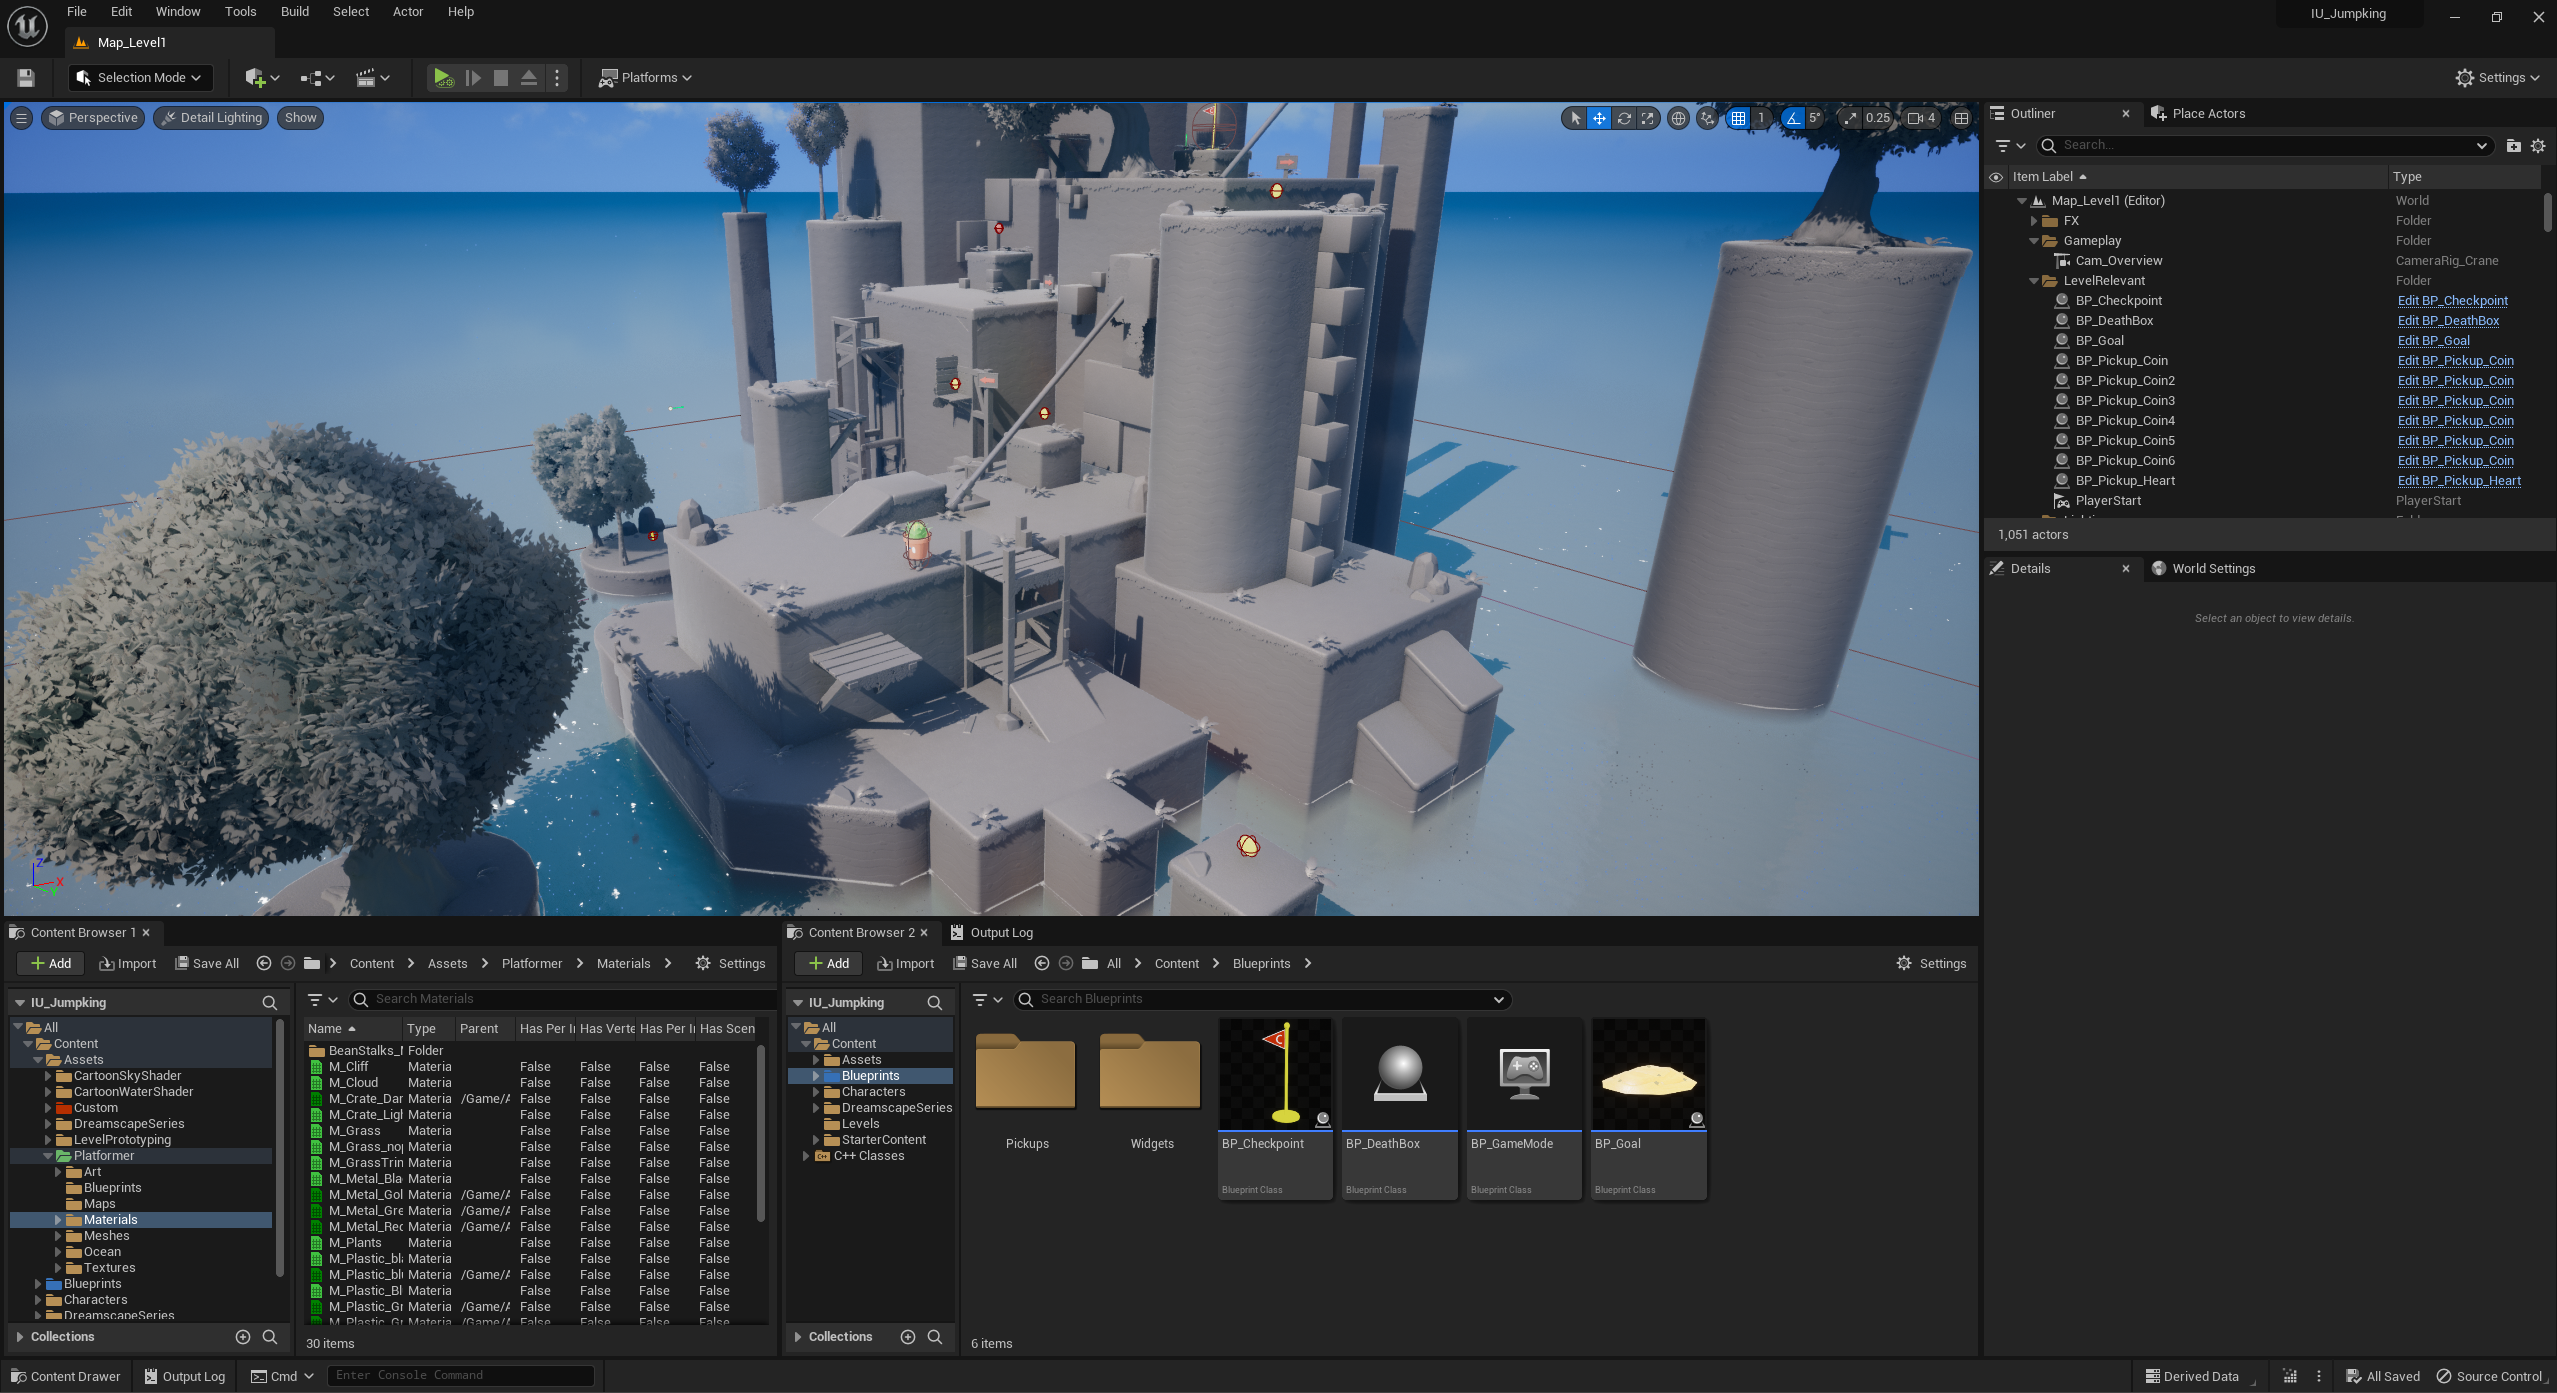 File Edit Window Tools Build Select Actor Help
IU_Jumpking
Map_Level1
Selection Mode
Platforms
Settings
Perspective Detail Lighting Show
1 5° 0.25 4
Outliner Place Actors
Search...
Item Label Type
Map_Level1 (Editor) World
FX Folder
Gameplay Folder
Cam_Overview CameraRig_Crane
LevelRelevant Folder
BP_Checkpoint Edit BP_Checkpoint
BP_DeathBox Edit BP_DeathBox
BP_Goal Edit BP_Goal
BP_Pickup_Coin Edit BP_Pickup_Coin
BP_Pickup_Coin2 Edit BP_Pickup_Coin
BP_Pickup_Coin3 Edit BP_Pickup_Coin
BP_Pickup_Coin4 Edit BP_Pickup_Coin
BP_Pickup_Coin5 Edit BP_Pickup_Coin
BP_Pickup_Coin6 Edit BP_Pickup_Coin
BP_Pickup_Heart Edit BP_Pickup_Heart
PlayerStart PlayerStart
1,051 actors
Details World Settings
Select an object to view details.
Z
X
Y
Content Browser 1
Add Import Save All Content Assets Platformer Materials Settings
IU_Jumpking
All
Content
Assets
CartoonSkyShader
CartoonWaterShader
Custom
DreamscapeSeries
LevelPrototyping
Platformer
Art
Blueprints
Maps
Materials
Meshes
Ocean
Textures
Blueprints
Characters
DreamscapeSeries
Collections
Search Materials
Name Type Parent Has Per I Has Verte Has Per I Has Scen
BeanStalks_ Folder
M_Cliff Materia False False False False
M_Cloud Materia False False False False
M_Crate_Dar Materia /Game/A False False False False
M_Crate_Ligh Materia False False False False
M_Grass Materia False False False False
M_Grass_nop Materia False False False False
M_GrassTrin Materia False False False False
M_Metal_Bla Materia False False False False
M_Metal_Gol Materia /Game/A False False False False
M_Metal_Gre Materia /Game/A False False False False
M_Metal_Red Materia /Game/A False False False False
M_Plants Materia False False False False
M_Plastic_bla Materia False False False False
M_Plastic_blu Materia /Game/A False False False False
M_Plastic_Bl Materia False False False False
M_Plastic_Gr Materia /Game/A False False False False
M_Plastic_Gr Materia /Game/A False False False False
30 items
Content Browser 2 Output Log
Add Import Save All All Content Blueprints Settings
IU_Jumpking
All
Content
Assets
Blueprints
Characters
DreamscapeSeries
Levels
StarterContent
C++ Classes
Collections
Search Blueprints
Pickups
Widgets
BP_Checkpoint
Blueprint Class
BP_DeathBox
Blueprint Class
BP_GameMode
Blueprint Class
BP_Goal
Blueprint Class
6 items
Content Drawer Output Log Cmd Enter Console Command
Derived Data All Saved Source Control